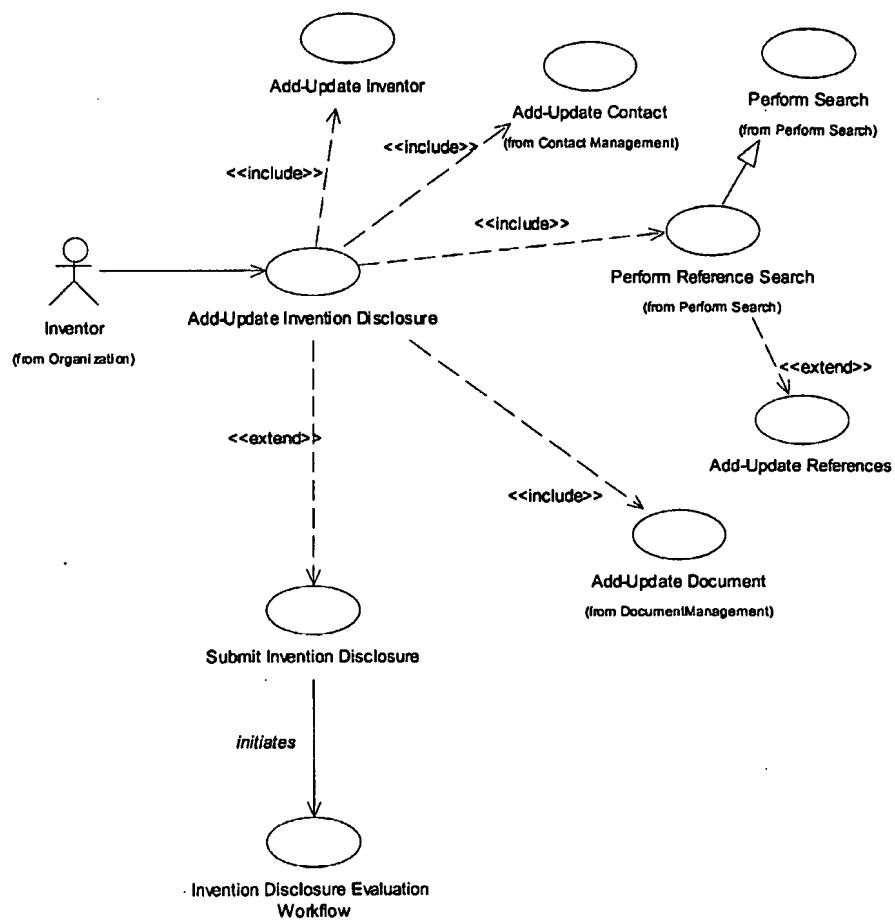 Add-Update Inventor
Add-Update Contact
(from Contact Management)
Perform Search
(from Perform Search)
<<include>>
<<include>>
<<include>>
Inventor
(from Organization)
Add-Update Invention Disclosure
Perform Reference Search
(from Perform Search)
<<extend>>
<<extend>>
Add-Update References
<<include>>
Add-Update Document
(from DocumentManagement)
Submit Invention Disclosure
initiates
Invention Disclosure Evaluation
Workflow